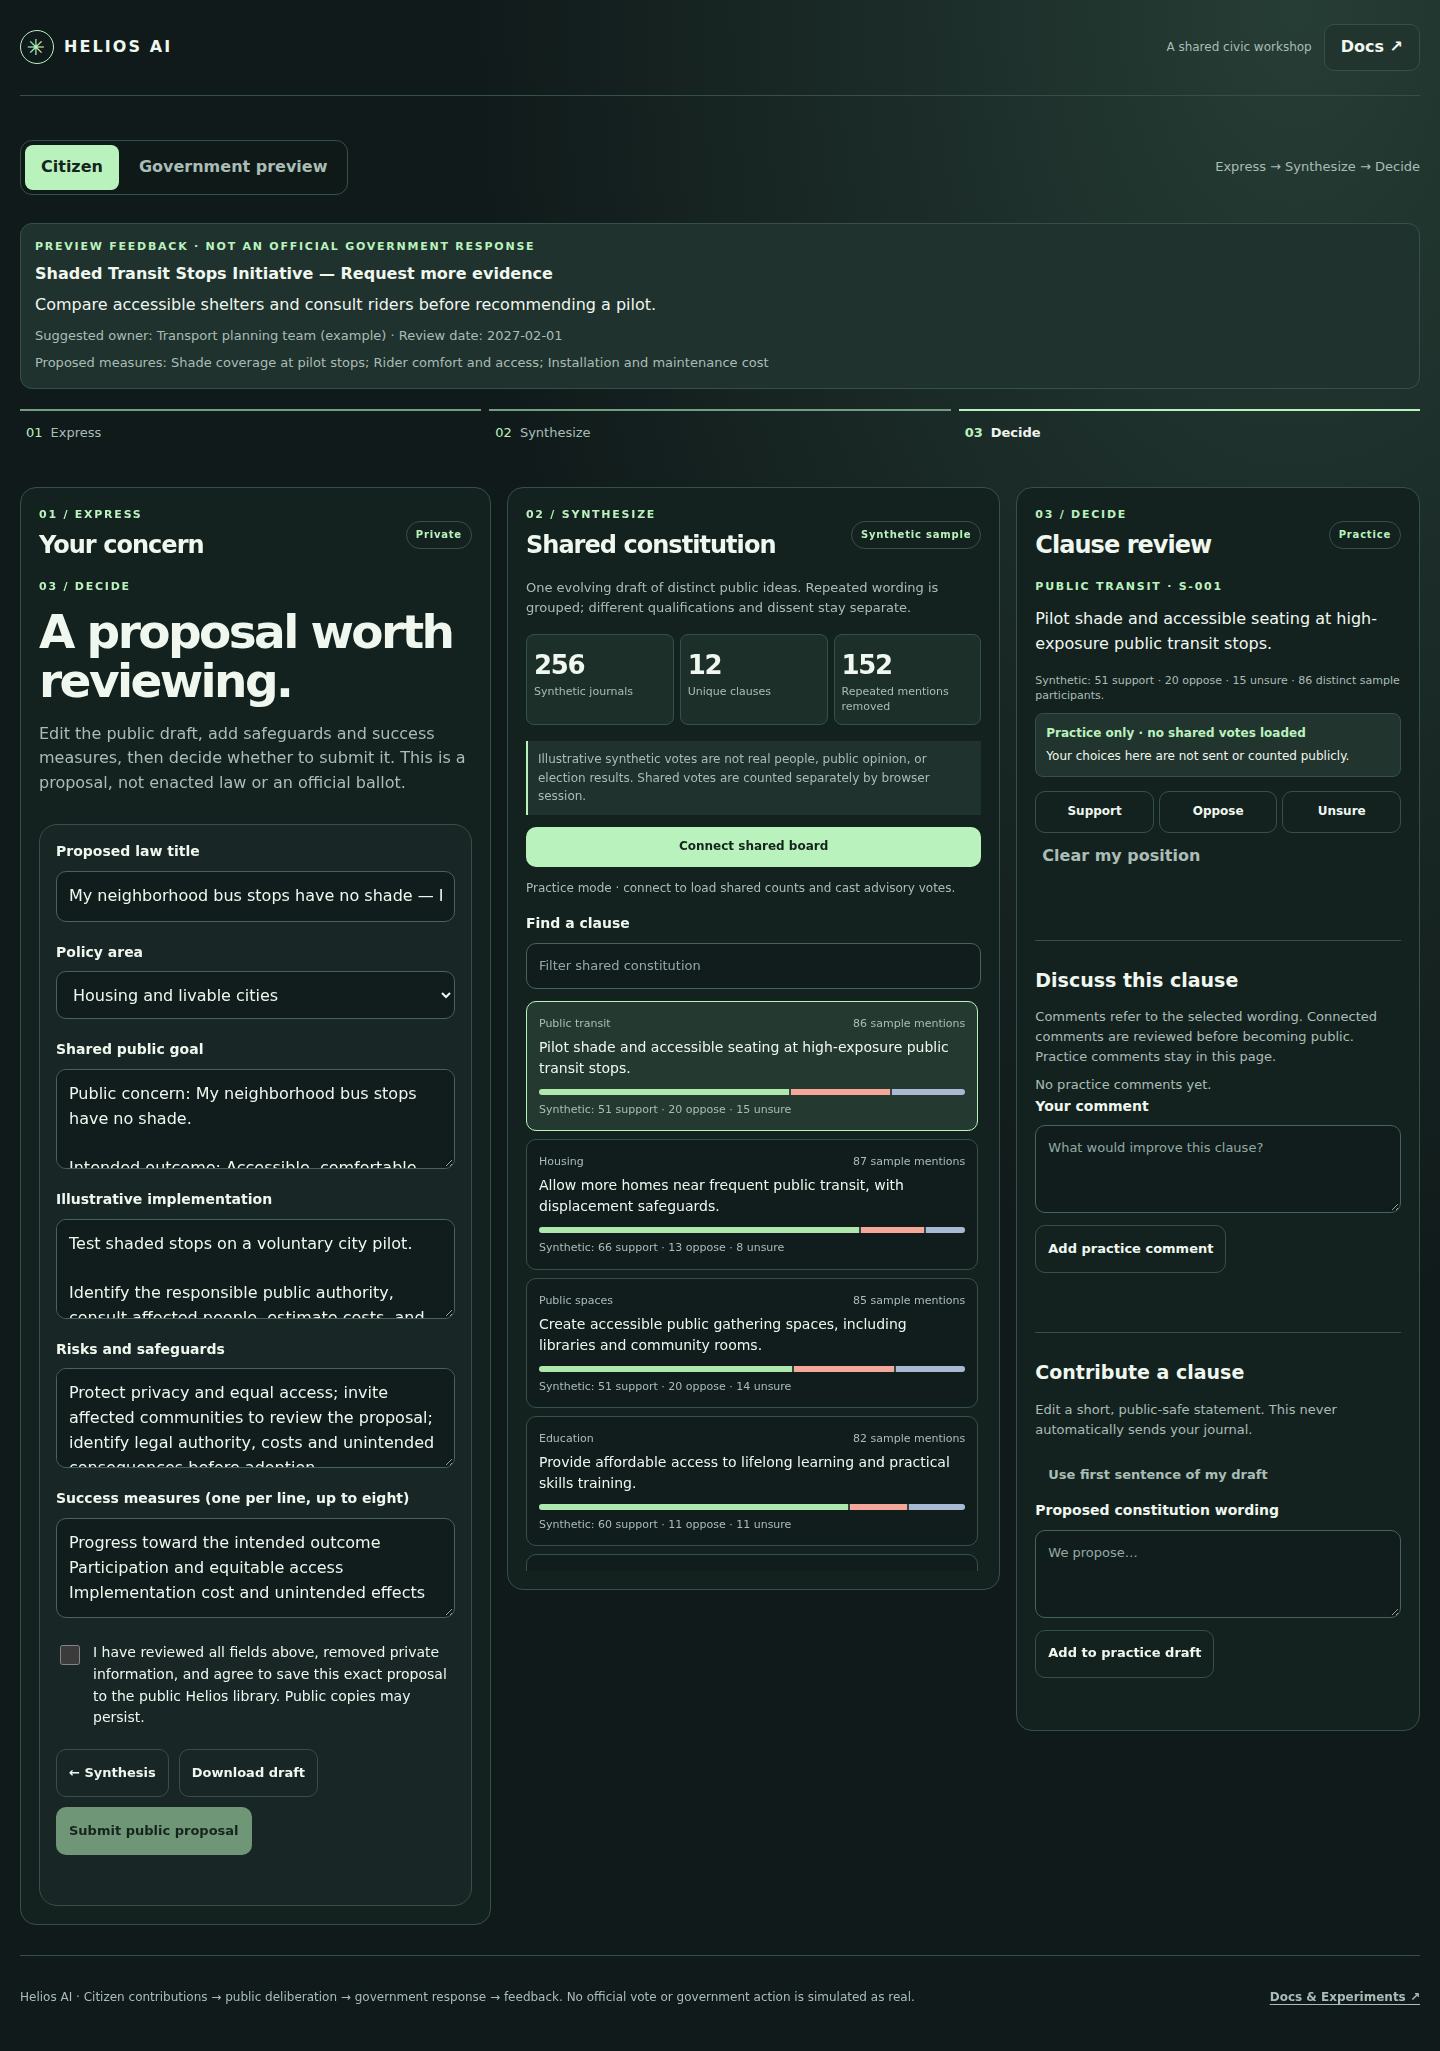 HELIOS AI
A shared civic workshop
Docs ↗
Citizen
Government preview
Express → Synthesize → Decide
PREVIEW FEEDBACK · NOT AN OFFICIAL GOVERNMENT RESPONSE
Shaded Transit Stops Initiative — Request more evidence
Compare accessible shelters and consult riders before recommending a pilot.
Suggested owner: Transport planning team (example) · Review date: 2027-02-01
Proposed measures: Shade coverage at pilot stops; Rider comfort and access; Installation and maintenance cost
01 Express
02 Synthesize
03 Decide
01 / EXPRESS
Your concern
Private
03 / DECIDE
A proposal worth
reviewing.
Edit the public draft, add safeguards and success
measures, then decide whether to submit it. This is a
proposal, not enacted law or an official ballot.
Proposed law title
My neighborhood bus stops have no shade — I
Policy area
Housing and livable cities
Shared public goal
Public concern: My neighborhood bus stops
have no shade.
Intended outcome: Accessible, comfortable
Illustrative implementation
Test shaded stops on a voluntary city pilot.
Identify the responsible public authority,
consult affected people, estimate costs, and
Risks and safeguards
Protect privacy and equal access; invite
affected communities to review the proposal;
identify legal authority, costs and unintended
consequences before adoption
Success measures (one per line, up to eight)
Progress toward the intended outcome
Participation and equitable access
Implementation cost and unintended effects
I have reviewed all fields above, removed private
information, and agree to save this exact proposal
to the public Helios library. Public copies may
persist.
← Synthesis
Download draft
Submit public proposal
02 / SYNTHESIZE
Shared constitution
Synthetic sample
One evolving draft of distinct public ideas. Repeated wording is
grouped; different qualifications and dissent stay separate.
256
Synthetic journals
12
Unique clauses
152
Repeated mentions
removed
Illustrative synthetic votes are not real people, public opinion, or
election results. Shared votes are counted separately by browser
session.
Connect shared board
Practice mode · connect to load shared counts and cast advisory votes.
Find a clause
Filter shared constitution
Public transit
86 sample mentions
Pilot shade and accessible seating at high-exposure public
transit stops.
Synthetic: 51 support · 20 oppose · 15 unsure
Housing
87 sample mentions
Allow more homes near frequent public transit, with
displacement safeguards.
Synthetic: 66 support · 13 oppose · 8 unsure
Public spaces
85 sample mentions
Create accessible public gathering spaces, including
libraries and community rooms.
Synthetic: 51 support · 20 oppose · 14 unsure
Education
82 sample mentions
Provide affordable access to lifelong learning and practical
skills training.
Synthetic: 60 support · 11 oppose · 11 unsure
03 / DECIDE
Clause review
Practice
PUBLIC TRANSIT · S-001
Pilot shade and accessible seating at high-
exposure public transit stops.
Synthetic: 51 support · 20 oppose · 15 unsure · 86 distinct sample
participants.
Practice only · no shared votes loaded
Your choices here are not sent or counted publicly.
Support
Oppose
Unsure
Clear my position
Discuss this clause
Comments refer to the selected wording. Connected
comments are reviewed before becoming public.
Practice comments stay in this page.
No practice comments yet.
Your comment
What would improve this clause?
Add practice comment
Contribute a clause
Edit a short, public-safe statement. This never
automatically sends your journal.
Use first sentence of my draft
Proposed constitution wording
We propose…
Add to practice draft
Helios AI · Citizen contributions → public deliberation → government response → feedback. No official vote or government action is simulated as real.
Docs & Experiments ↗